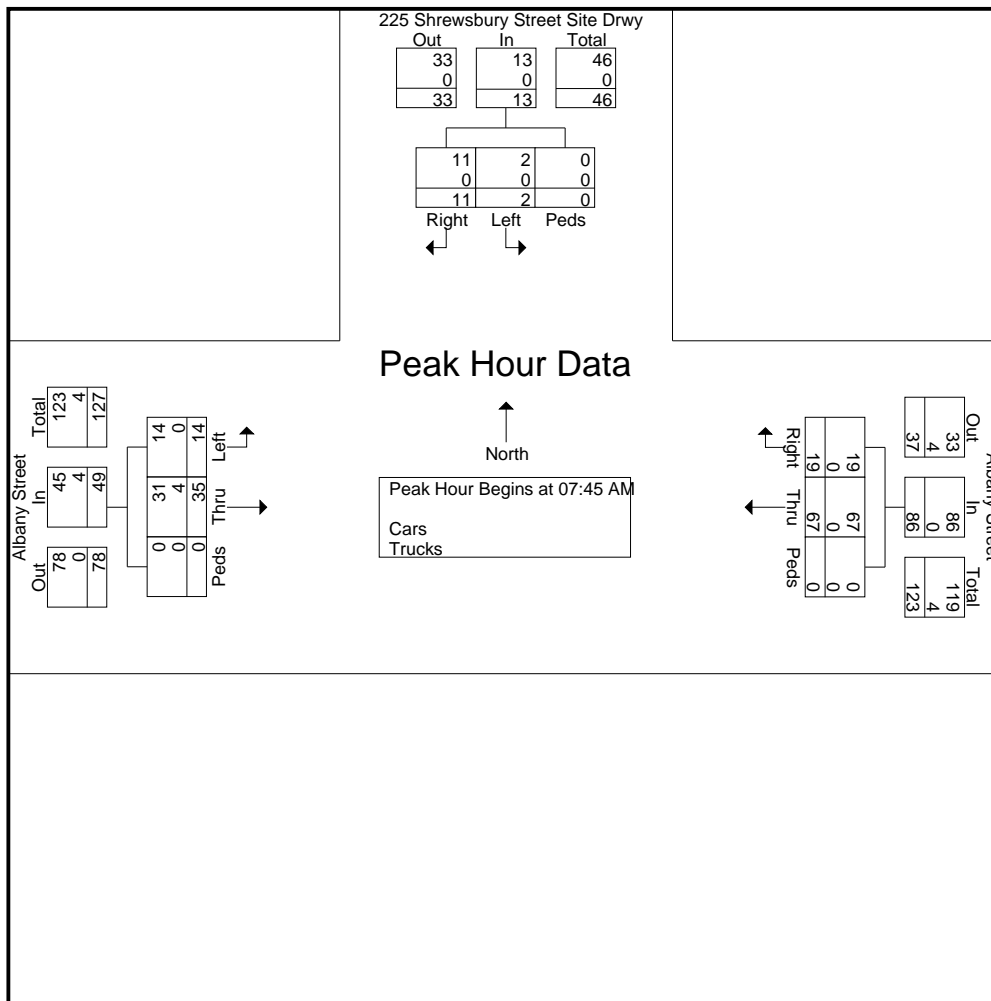 225 Shrewsbury Street Site Drwy
Out In Total
33 13 46
0 0 0
33 13 46
11 2 0
0 0 0
11 2 0
Right Left Peds
Peak Hour Data
North
Peak Hour Begins at 07:45 AM
Cars
Trucks
Albany Street
Out In Total
78 45 123
0 4 4
78 49 127
0 31 14
0 4 0
0 35 14
Peds Thru Left
Albany Street
Out In Total
33 86 119
4 0 4
37 86 123
19 67 0
0 0 0
19 67 0
Right Thru Peds